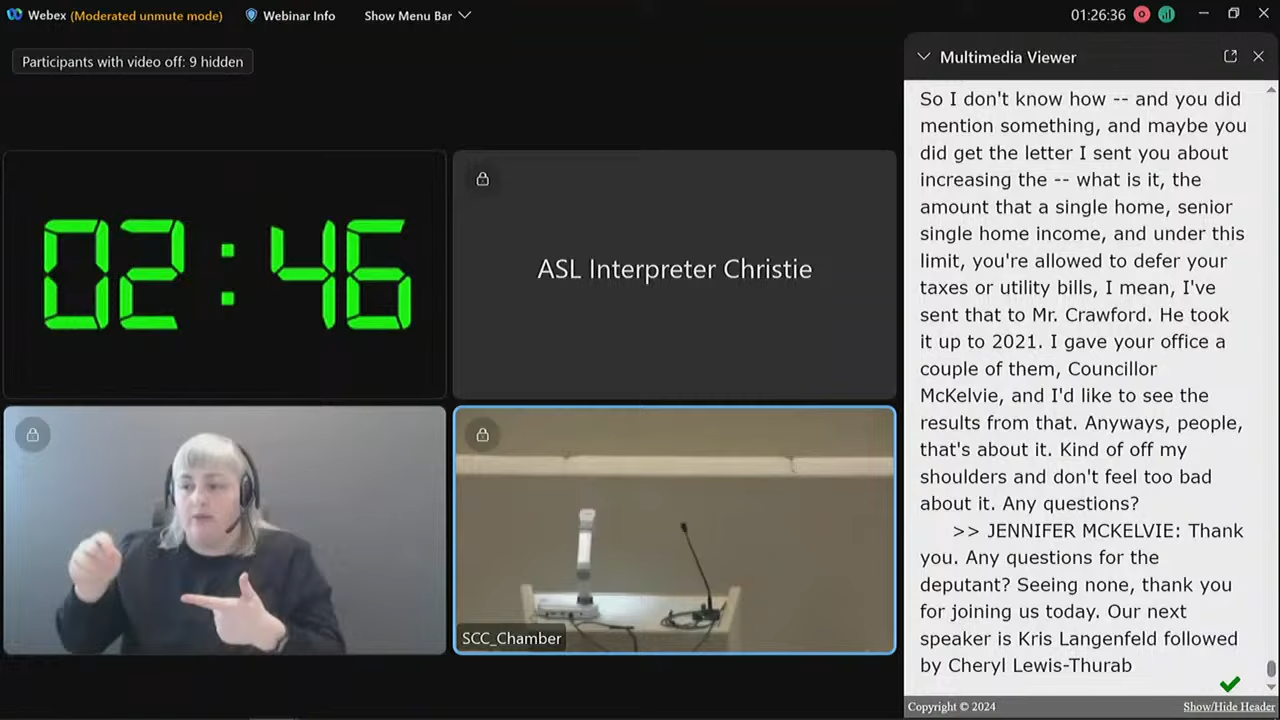 Webex (Moderated unmute mode) Webinar Info Show Menu Bar 01:26:36
Participants with video off: 9 hidden
02:46
ASL Interpreter Christie
SCC_Chamber
Multimedia Viewer
So I don't know how -- and you did
mention something, and maybe you
did get the letter I sent you about
increasing the -- what is it, the
amount that a single home, senior
single home income, and under this
limit, you're allowed to defer your
taxes or utility bills, I mean, I've
sent that to Mr. Crawford. He took
it up to 2021. I gave your office a
couple of them, Councillor
McKelvie, and I'd like to see the
results from that. Anyways, people,
that's about it. Kind of off my
shoulders and don't feel too bad
about it. Any questions?
>> JENNIFER MCKELVIE: Thank
you. Any questions for the
deputant? Seeing none, thank you
for joining us today. Our next
speaker is Kris Langenfeld followed
by Cheryl Lewis-Thurab
Copyright © 2024 Show/Hide Header